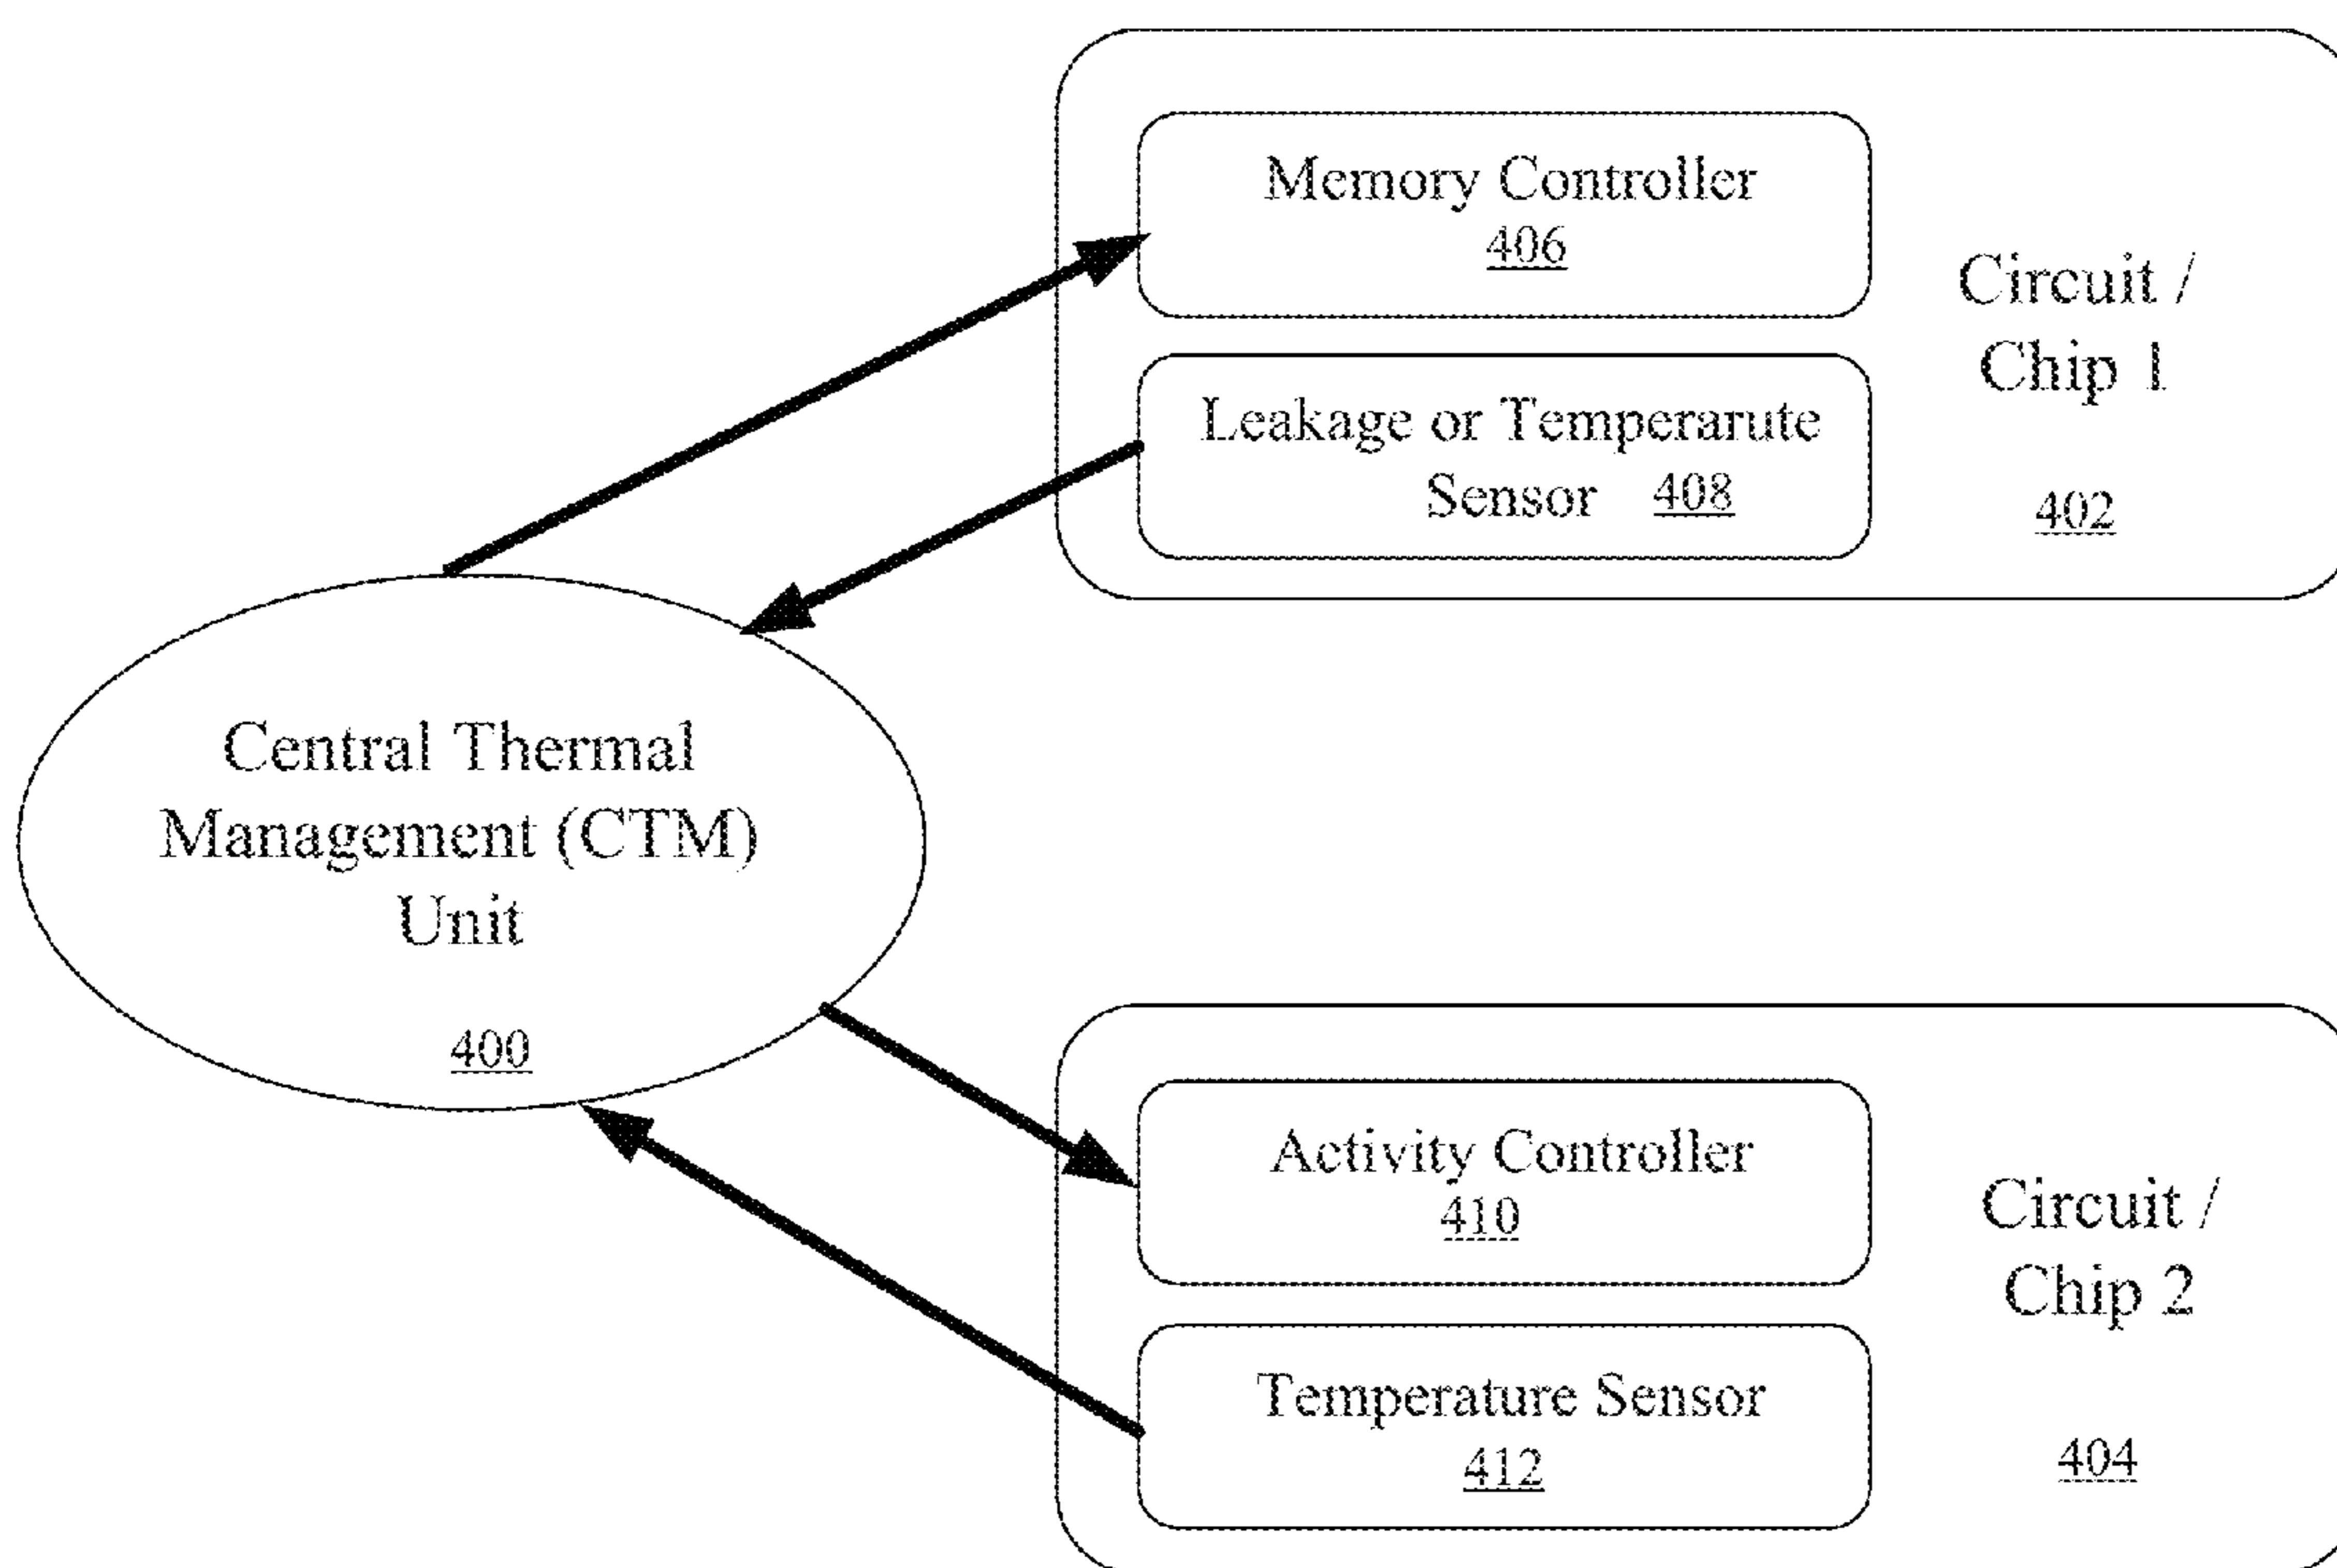 Memory Controller
406
Circuit /
Chip 1
Leakage or Temperarute
Sensor 408
402
Central Thermal
Management (CTM)
Unit
400
Activity Controller
410
Circuit /
Chip 2
Temperature Sensor
412
404